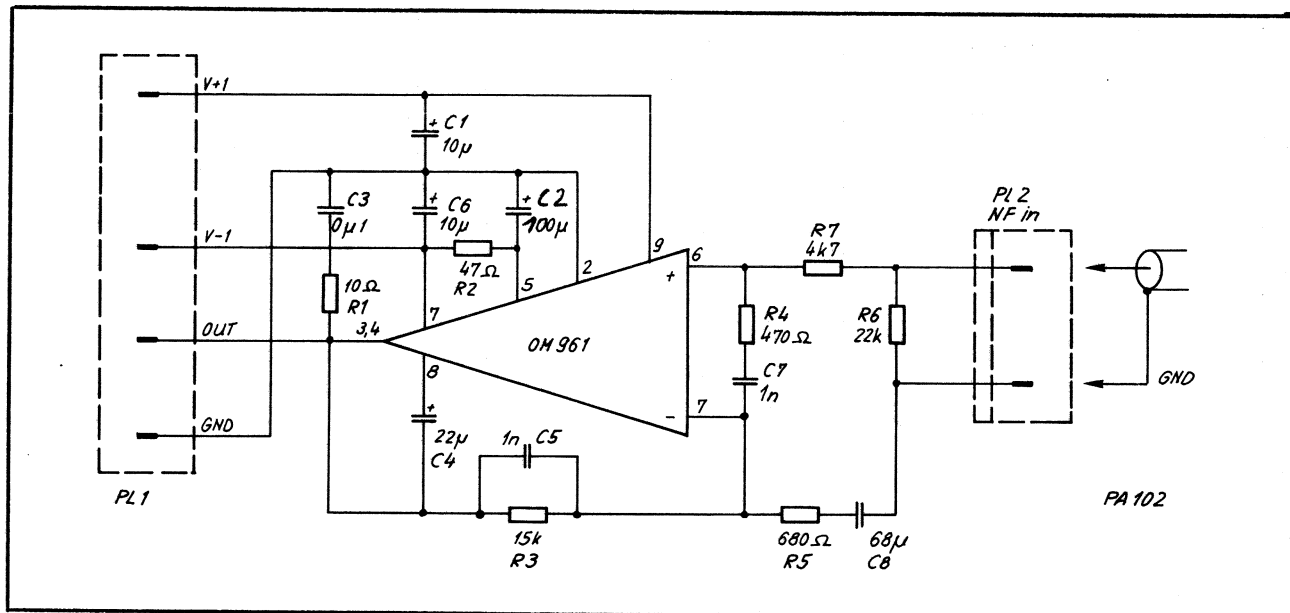 V+1
+ C1
10μ
C3
0μ1
+ C6
10μ
+ C2
100μ
PL2
NF in
V-1
47Ω
R2
9
6
R7
4k7
2
5
10Ω
R1
+
R4
470Ω
R6
22k
3,4
7
OUT
OM961
8
C7
1n
GND
-
7
GND
+
22μ
C4
1n
C5
PL1
PA102
15k
R3
680Ω
R5
68μ
C8